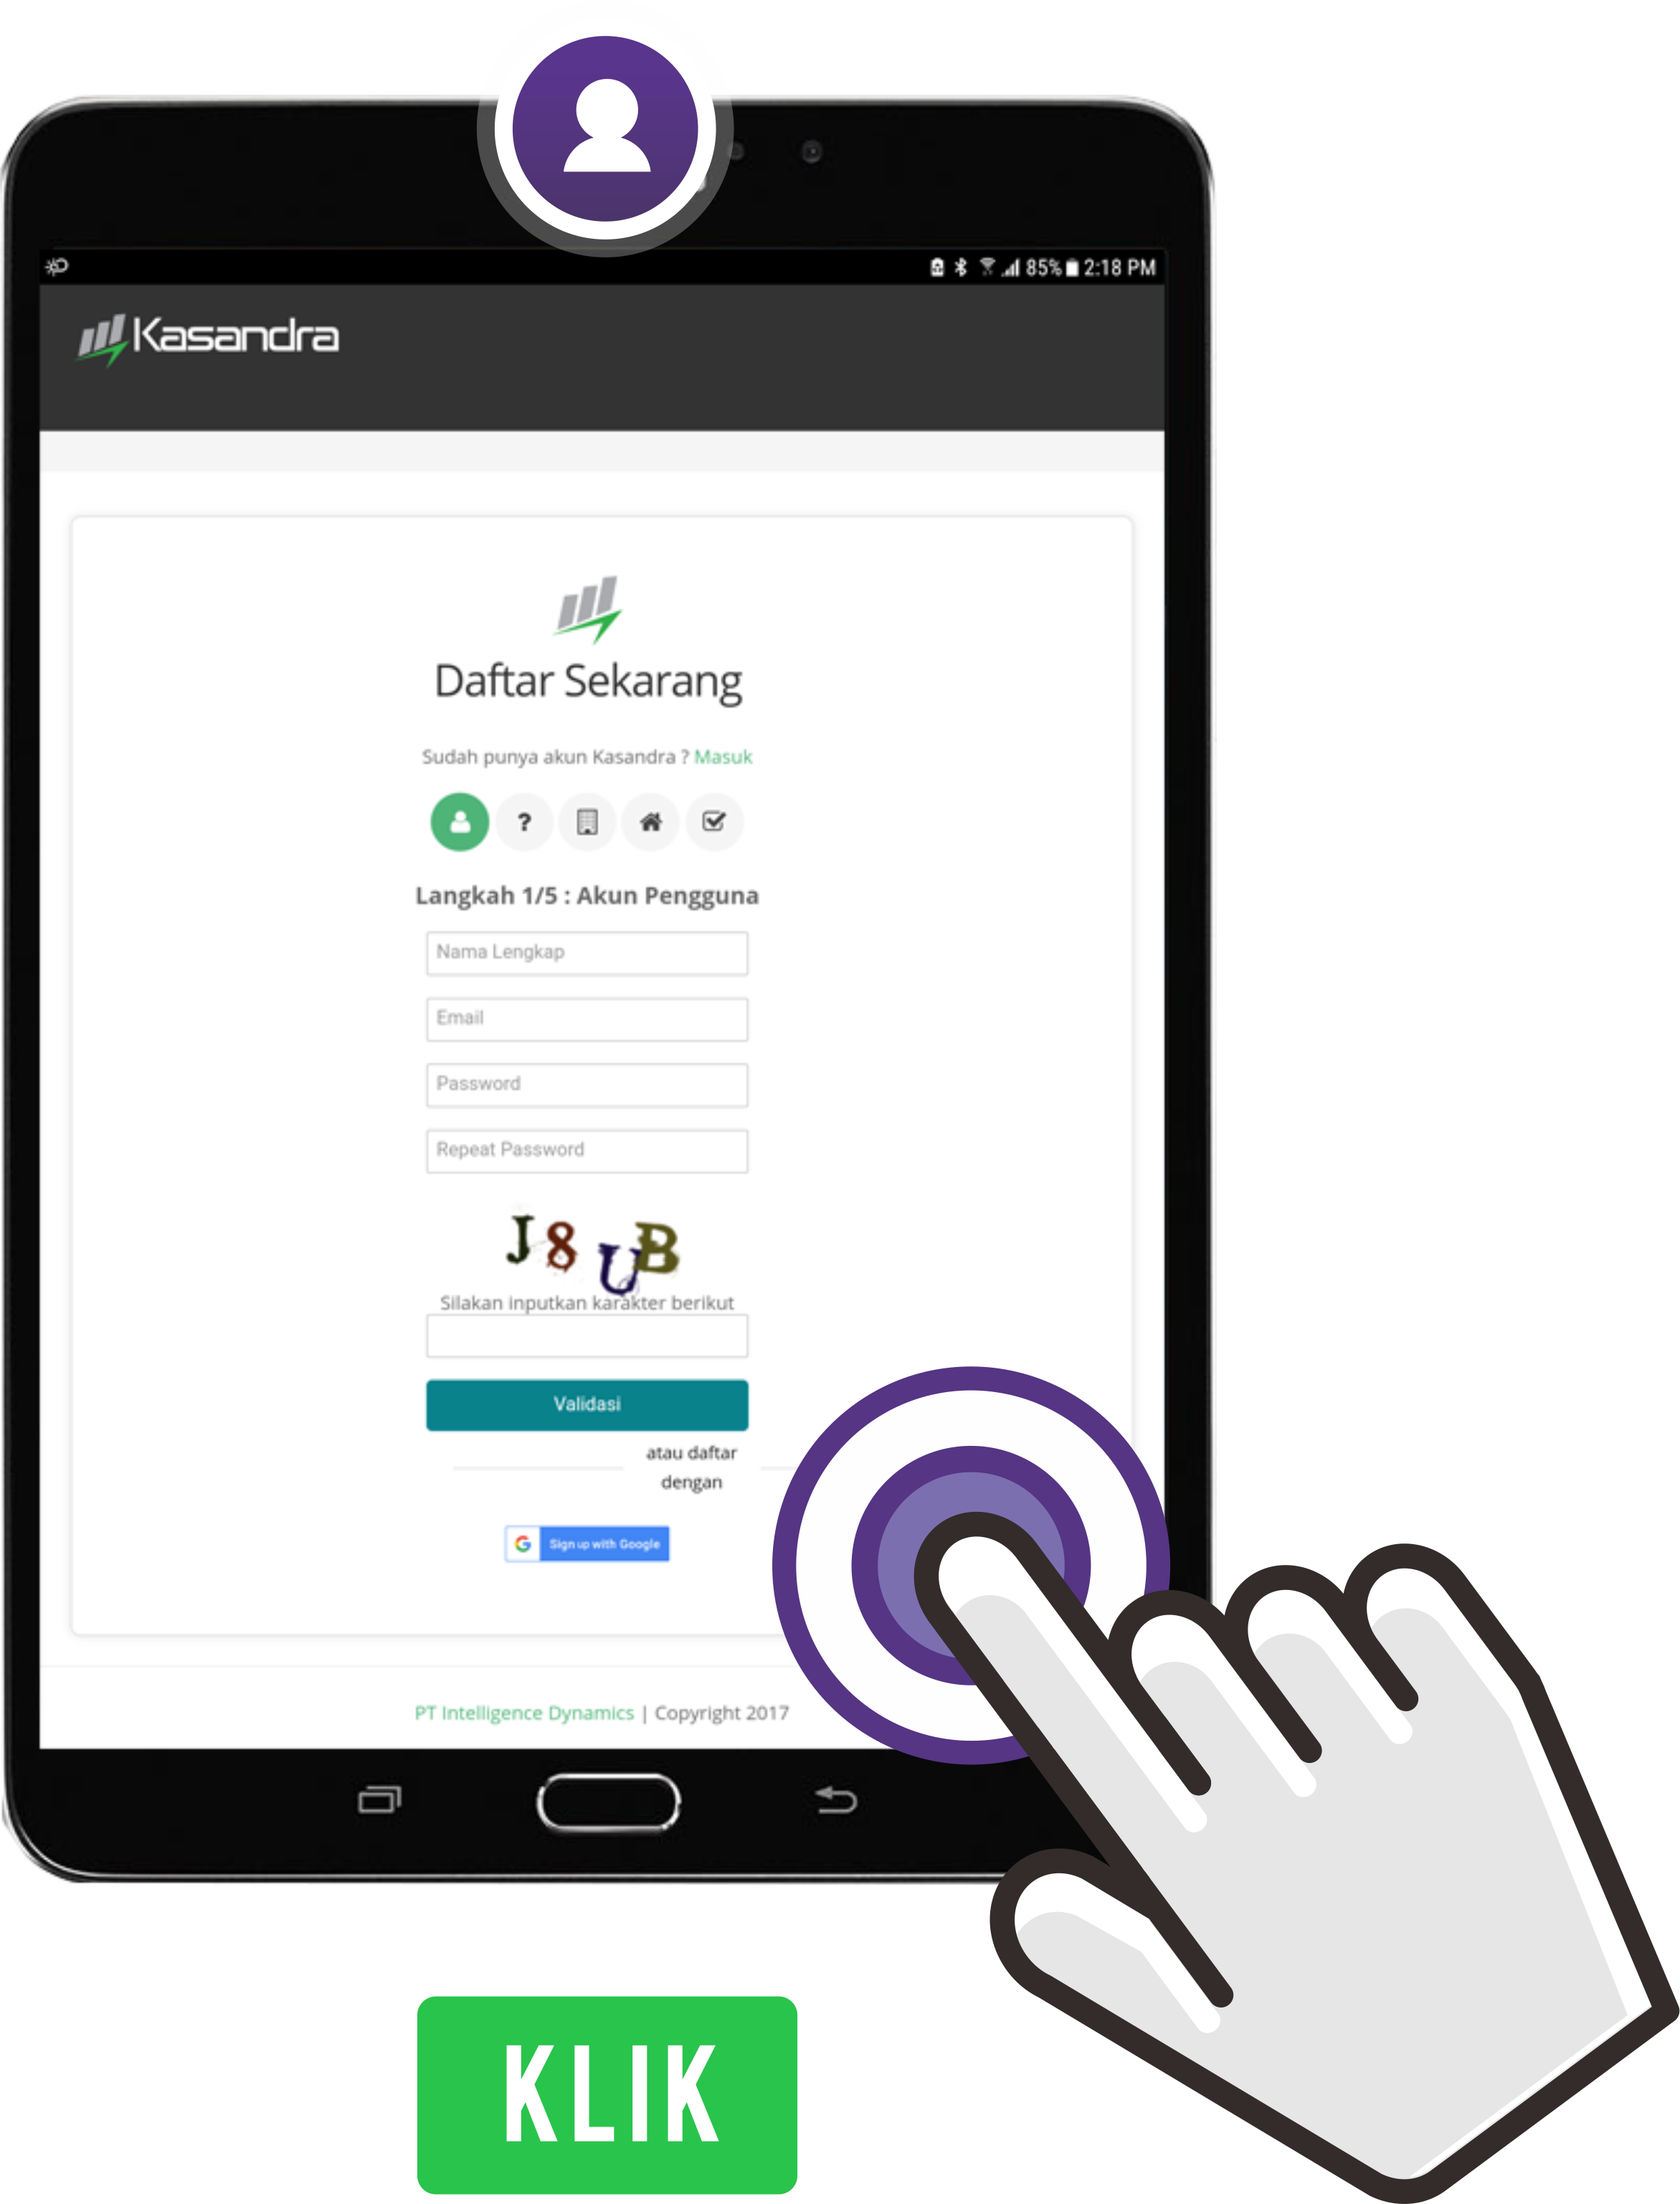 85% 2:18 PM
Kasandra
Daftar Sekarang
Sudah punya akun Kasandra ? Masuk
?
Langkah 1/5 : Akun Pengguna
Nama Lengkap
Email
Password
Repeat Password
J8UB
Silakan inputkan karakter berikut
Validasi
atau daftar
dengan
G Sign up with Google
PT Intelligence Dynamics | Copyright 2017
KLIK